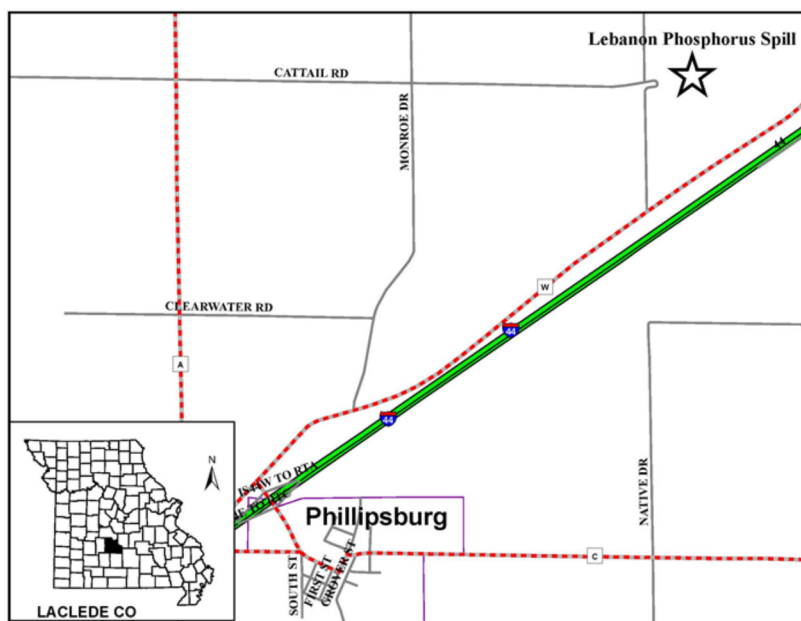 Lebanon Phosphorus Spill
CATTAIL RD
MONROE DR
44
W
CLEARWATER RD
44
A
44
N
NATIVE DR
Phillipsburg
C
SOUTH ST
FIRST ST
GROVER ST
LACLEDE CO